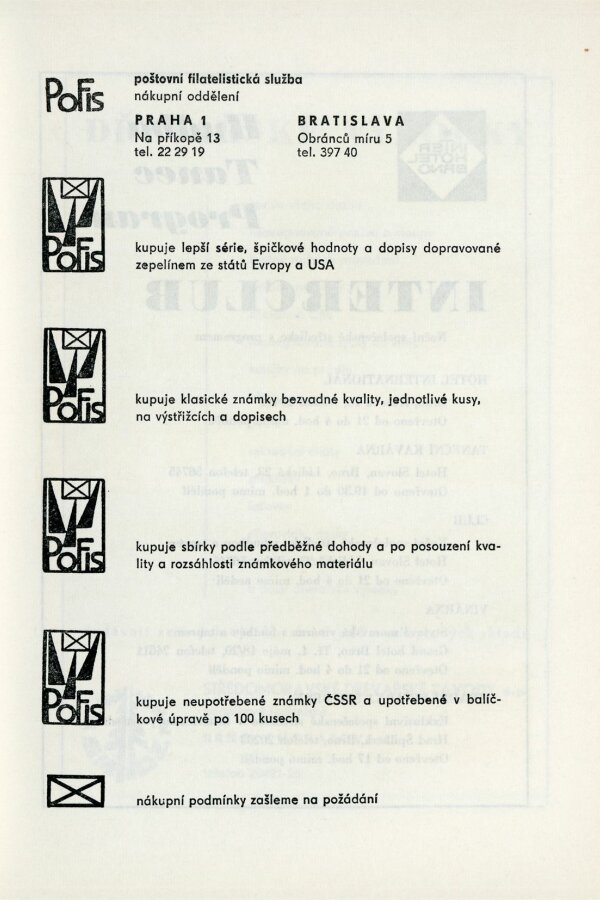 PoFis
poštovní filatelistická služba
nákupní oddělení
PRAHA 1
Na příkopě 13
tel. 22 29 19
BRATISLAVA
Obránců míru 5
tel. 397 40
PoFis
kupuje lepší série, špičkové hodnoty a dopisy dopravované
zepelínem ze států Evropy a USA
PoFis
kupuje klasické známky bezvadné kvality, jednotlivé kusy,
na výstřižcích a dopisech
PoFis
kupuje sbírky podle předběžné dohody a po posouzení kva-
lity a rozsáhlosti známkového materiálu
PoFis
kupuje neupotřebené známky ČSSR a upotřebené v balíč-
kové úpravě po 100 kusech
nákupní podmínky zašleme na požádání